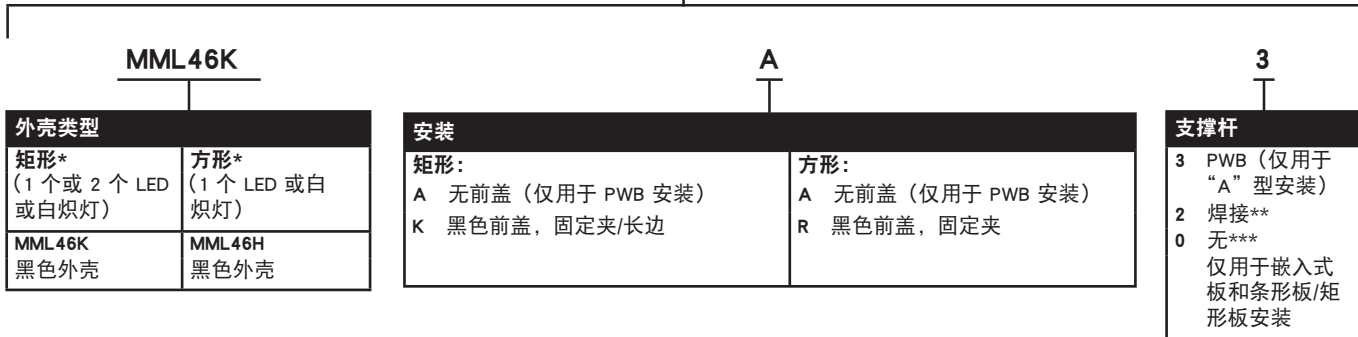 MML46K
A
3
外壳类型
矩形*
(1 个或 2 个 LED
或白炽灯)
方形*
(1 个 LED 或白
炽灯)
MML46K
黑色外壳
MML46H
黑色外壳
安装
矩形:
A 无前盖（仅用于 PWB 安装）
K 黑色前盖，固定夹/长边
方形:
A 无前盖（仅用于 PWB 安装）
R 黑色前盖，固定夹
支撑杆
3 PWB（仅用于
“A”型安装）
2 焊接**
0 无***
仅用于嵌入式
板和条形板/矩
形板安装